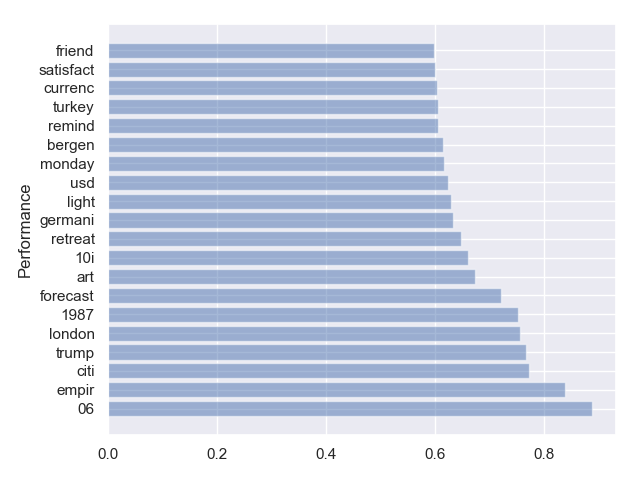 friend
satisfact
currenc
turkey
remind
bergen
monday
usd
light
germani
retreat
10i
art
forecast
1987
london
trump
citi
empir
06
Performance
0.0 0.2 0.4 0.6 0.8